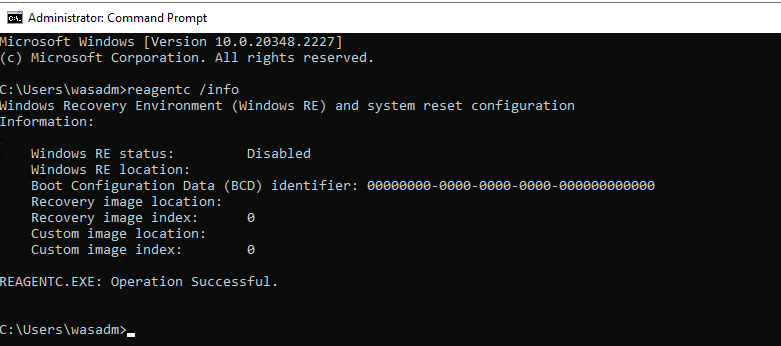 Administrator: Command Prompt
Microsoft Windows [Version 10.0.20348.2227]
(c) Microsoft Corporation. All rights reserved.
C:\Users\wasadm>reagentc /info
Windows Recovery Environment (Windows RE) and system reset configuration
Information:
Windows RE status: Disabled
Windows RE location:
Boot Configuration Data (BCD) identifier: 00000000-0000-0000-0000-000000000000
Recovery image location:
Recovery image index: 0
Custom image location:
Custom image index: 0
REAGENTC.EXE: Operation Successful.
C:\Users\wasadm>